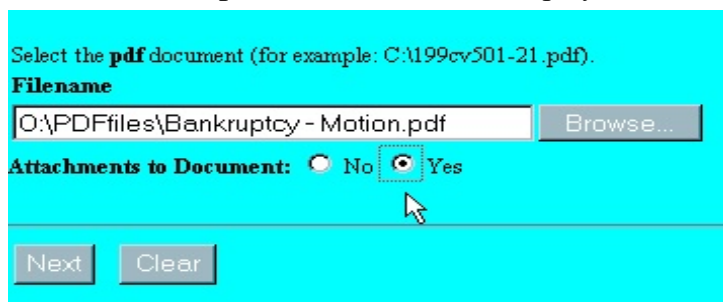 Select the pdf document (for example: C:\199cv501-21.pdf).
Filename
O:\PDFfiles\Bankruptcy - Motion.pdf Browse...
Attachments to Document: No Yes
Next Clear